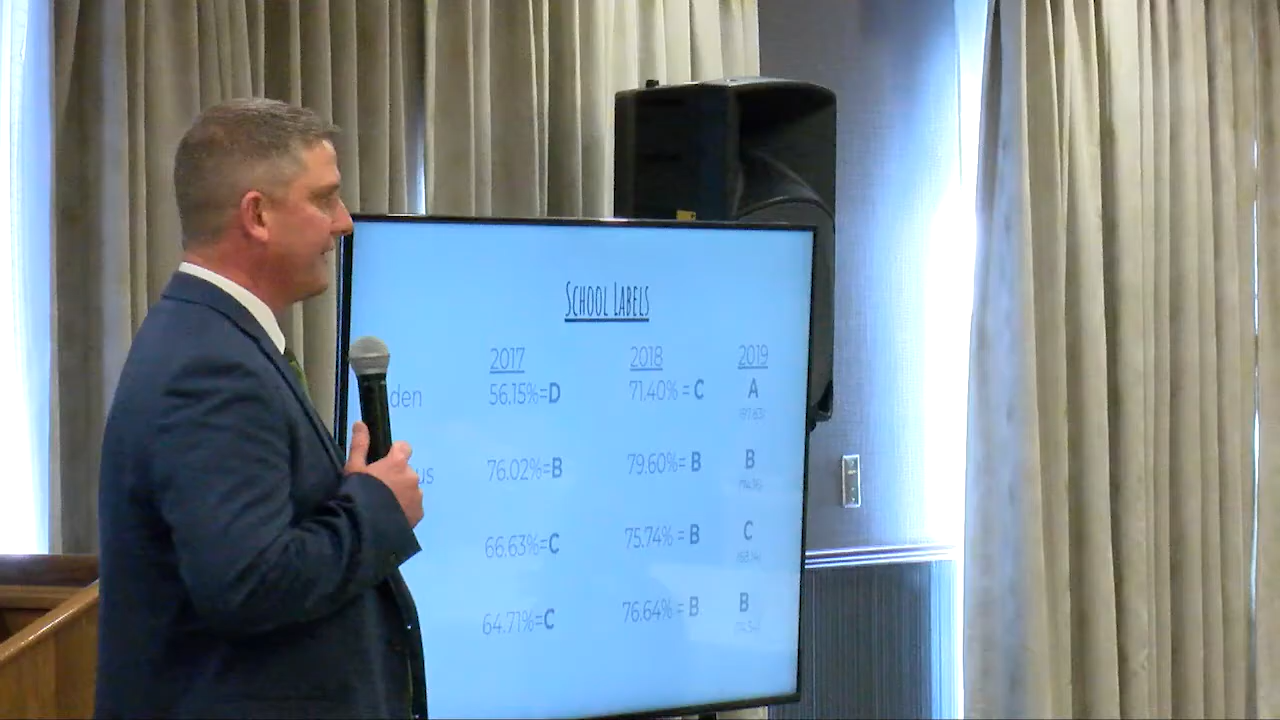 SCHOOL LABELS
2017 2018 2019
den 56.15%=D 71.40% = C A
us 76.02%=B 79.60%= B B
66.63%=C 75.74% = B C
64.71%=C 76.64% = B B